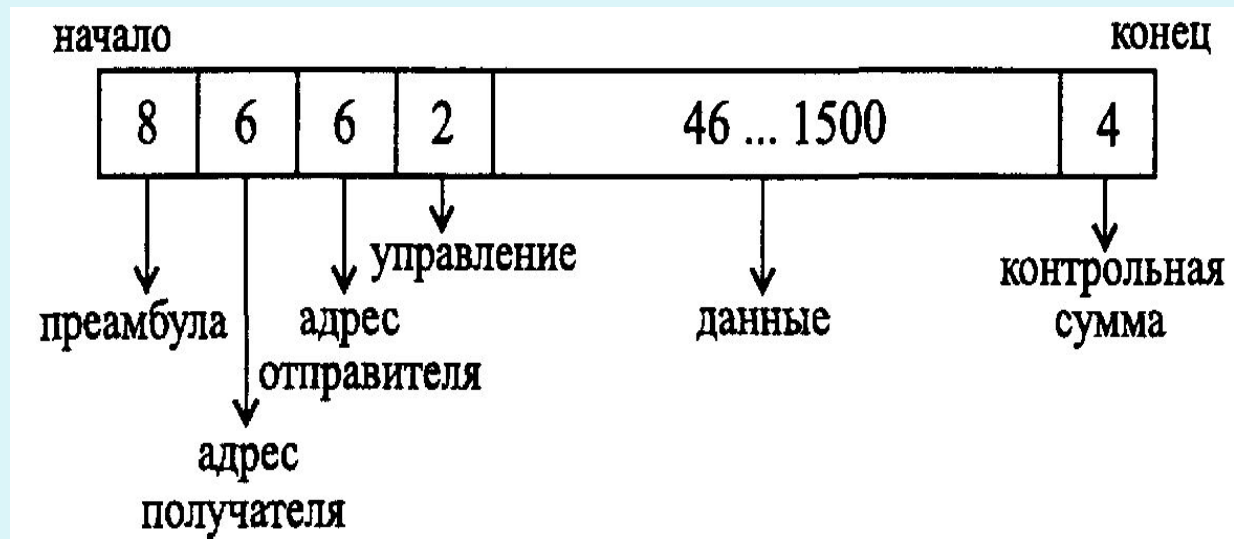 начало
конец
8 6 6 2 46 ... 1500 4
управление
преамбула
адрес
отправителя
адрес
получателя
данные
контрольная
сумма